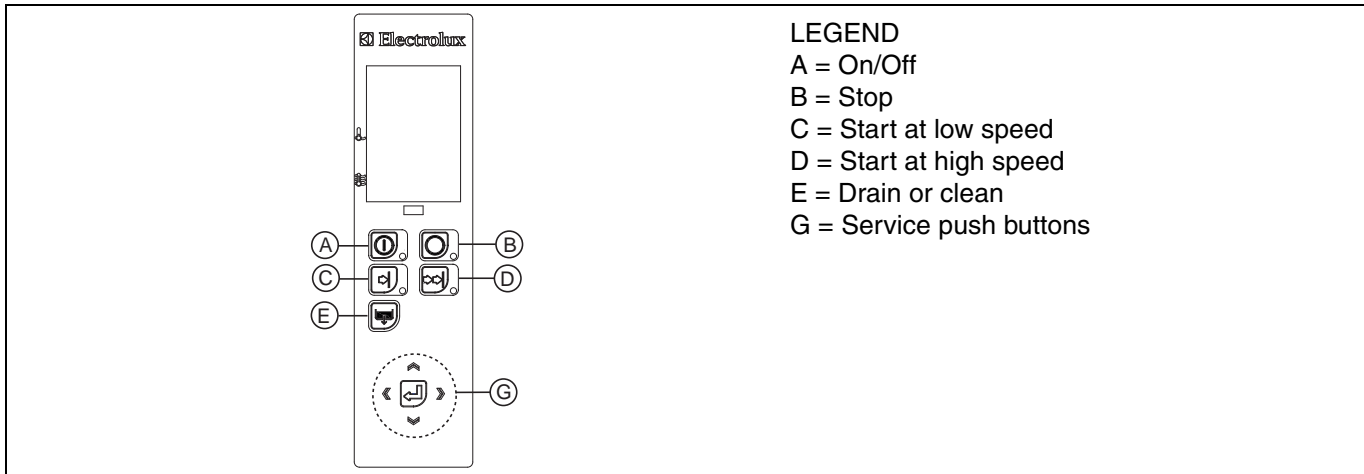 Electrolux
A
B
C
D
E
G
LEGEND
A = On/Off
B = Stop
C = Start at low speed
D = Start at high speed
E = Drain or clean
G = Service push buttons